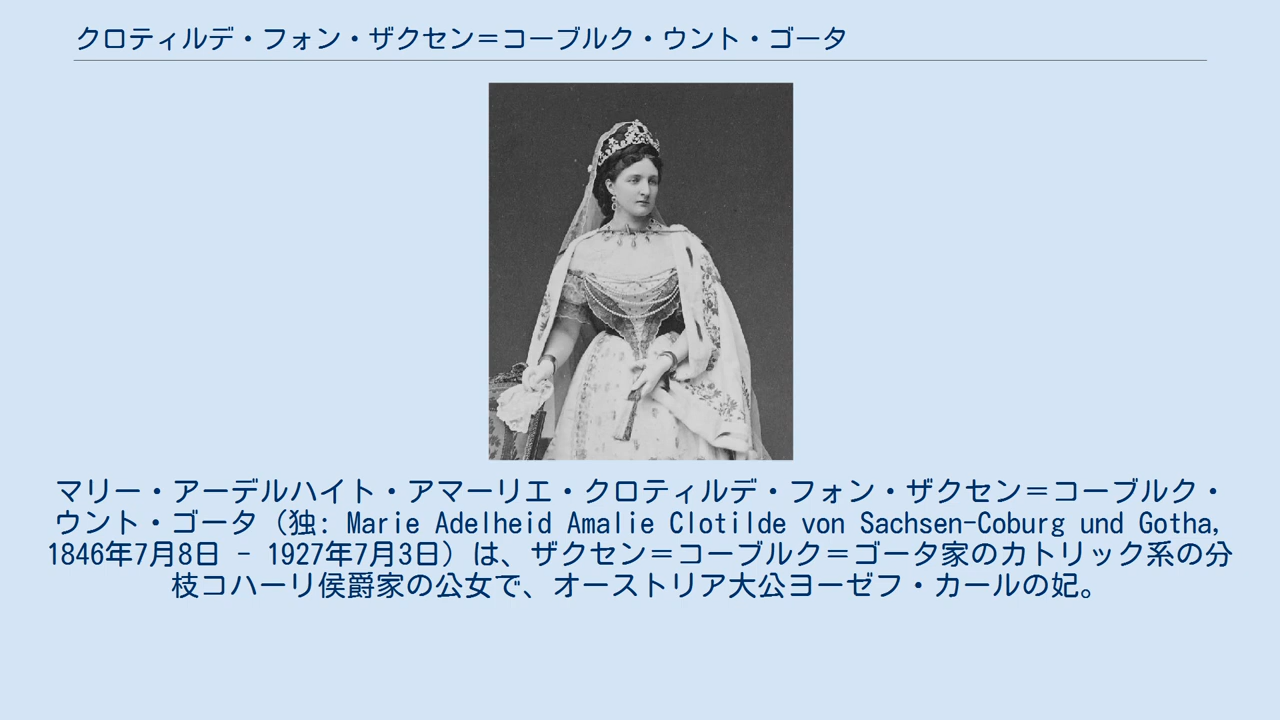 クロティルデ・フォン・ザクセン＝コーブルク・ウント・ゴータ
マリー・アーデルハイト・アマーリエ・クロティルデ・フォン・ザクセン＝コーブルク・
ウント・ゴータ（独: Marie Adelheid Amalie Clotilde von Sachsen-Coburg und Gotha,
1846年7月8日 - 1927年7月3日）は、ザクセン＝コーブルク＝ゴータ家のカトリック系の分
枝コハーリ侯爵家の公女で、オーストリア大公ヨーゼフ・カールの妃。